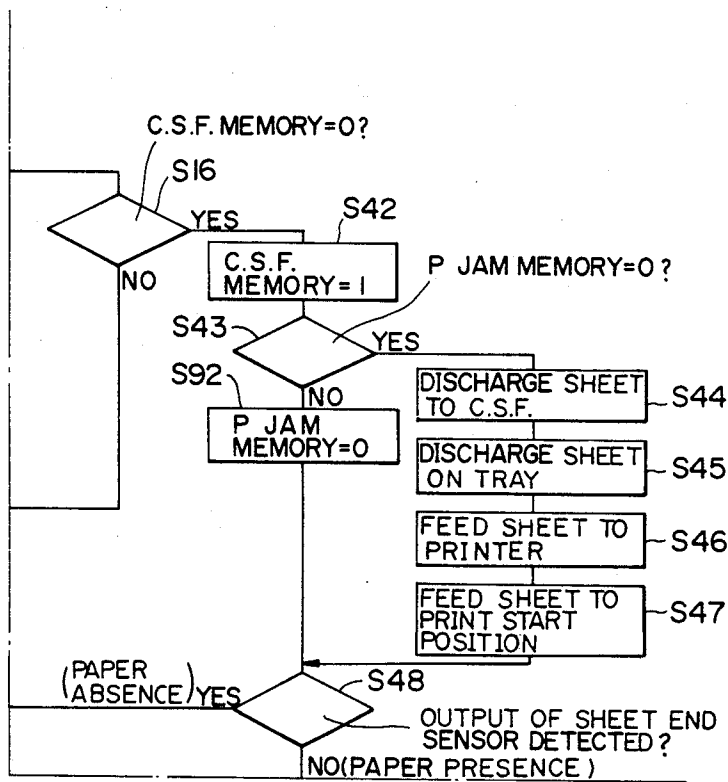 C.S.F. MEMORY=0?
S16
YES
NO
S42
C.S.F.
MEMORY=1
P JAM MEMORY=0?
S43
YES
NO
S92
P JAM
MEMORY=0
DISCHARGE SHEET
TO C.S.F.
S44
DISCHARGE SHEET
ON TRAY
S45
FEED SHEET TO
PRINTER
S46
FEED SHEET TO
PRINT START
POSITION
S47
(PAPER
ABSENCE) YES
S48
OUTPUT OF SHEET END
SENSOR DETECTED?
NO(PAPER PRESENCE)